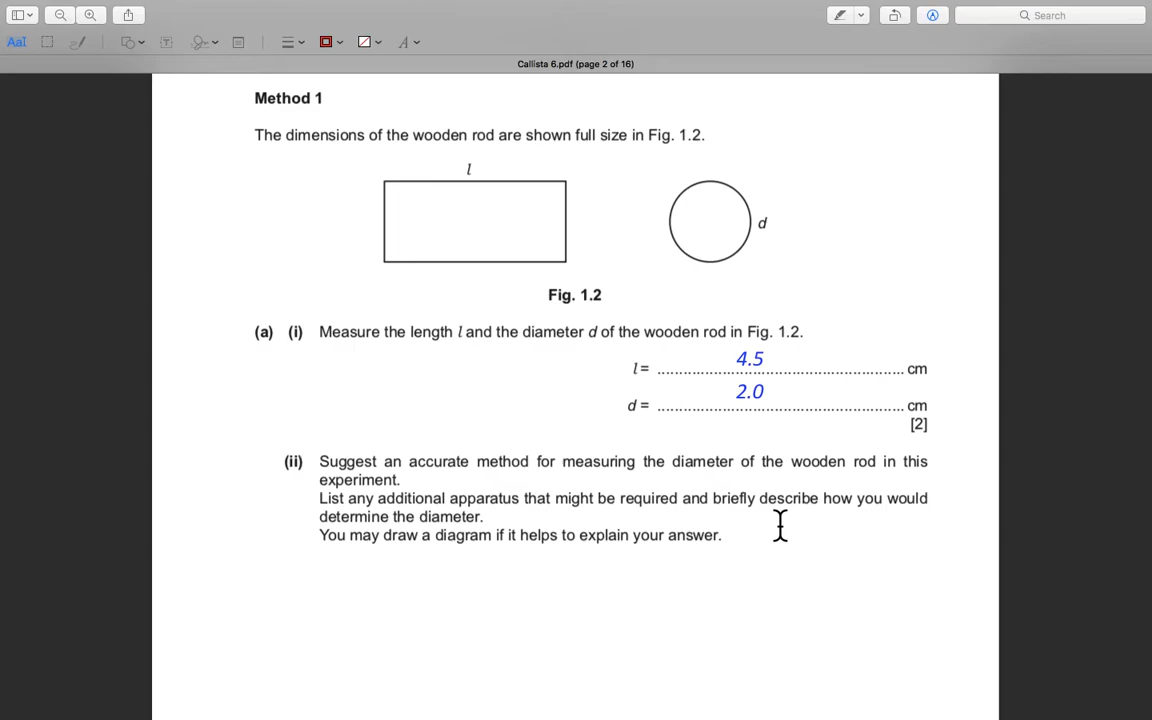 Search
AaI
Callista 6.pdf (page 2 of 16)
Method 1
The dimensions of the wooden rod are shown full size in Fig. 1.2.
l
d
Fig. 1.2
(a) (i) Measure the length l and the diameter d of the wooden rod in Fig. 1.2.
l = 4.5 cm
d = 2.0 cm
[2]
(ii) Suggest an accurate method for measuring the diameter of the wooden rod in this
experiment.
List any additional apparatus that might be required and briefly describe how you would
determine the diameter.
You may draw a diagram if it helps to explain your answer.